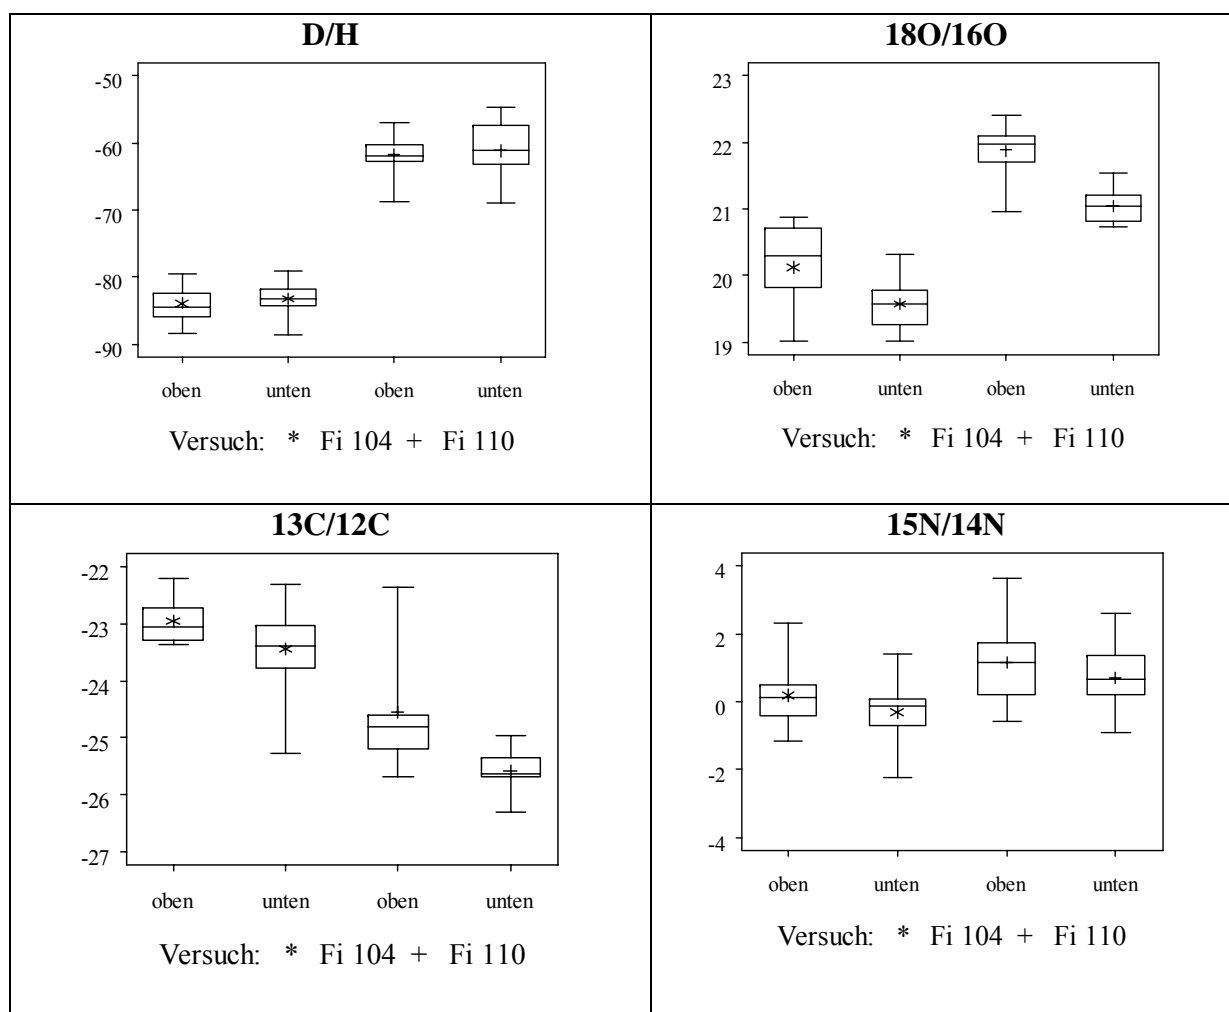 D/H
-50
-60
-70
-80
-90
oben unten oben unten
Versuch: * Fi 104 + Fi 110
18O/16O
23
22
21
20
19
oben unten oben unten
Versuch: * Fi 104 + Fi 110
13C/12C
-22
-23
-24
-25
-26
-27
oben unten oben unten
Versuch: * Fi 104 + Fi 110
15N/14N
4
2
0
-2
-4
oben unten oben unten
Versuch: * Fi 104 + Fi 110